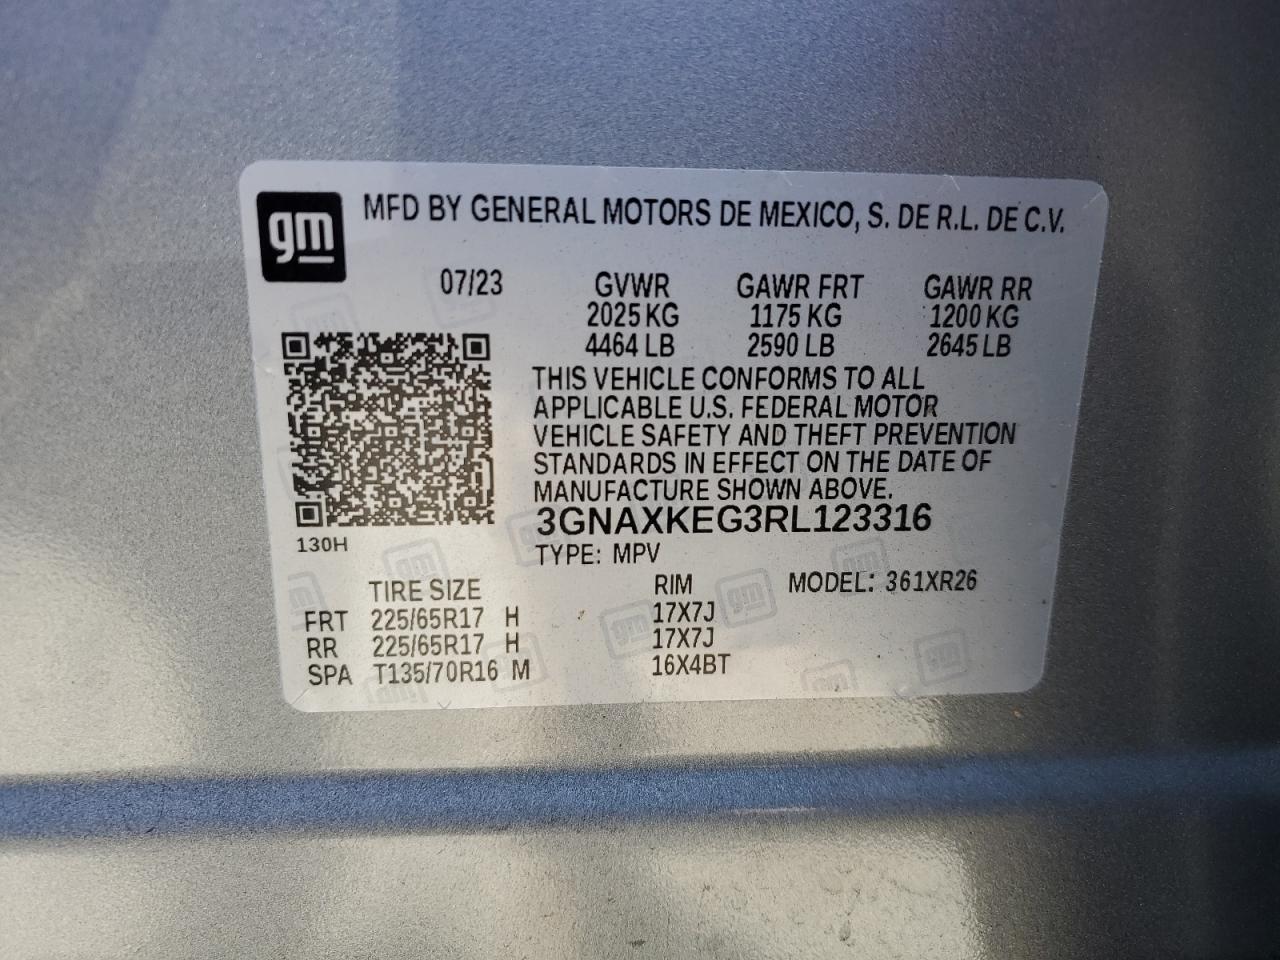 gm
MFD BY GENERAL MOTORS DE MEXICO, S. DE R.L. DE C.V.
07/23 GVWR GAWR FRT GAWR RR
2025 KG 1175 KG 1200 KG
4464 LB 2590 LB 2645 LB
THIS VEHICLE CONFORMS TO ALL
APPLICABLE U.S. FEDERAL MOTOR
VEHICLE SAFETY AND THEFT PREVENTION
STANDARDS IN EFFECT ON THE DATE OF
MANUFACTURE SHOWN ABOVE.
3GNAXKEG3RL123316
130H
TYPE: MPV
TIRE SIZE RIM MODEL: 361XR26
FRT 225/65R17 H 17X7J
RR 225/65R17 H 17X7J
SPA T135/70R16 M 16X4BT